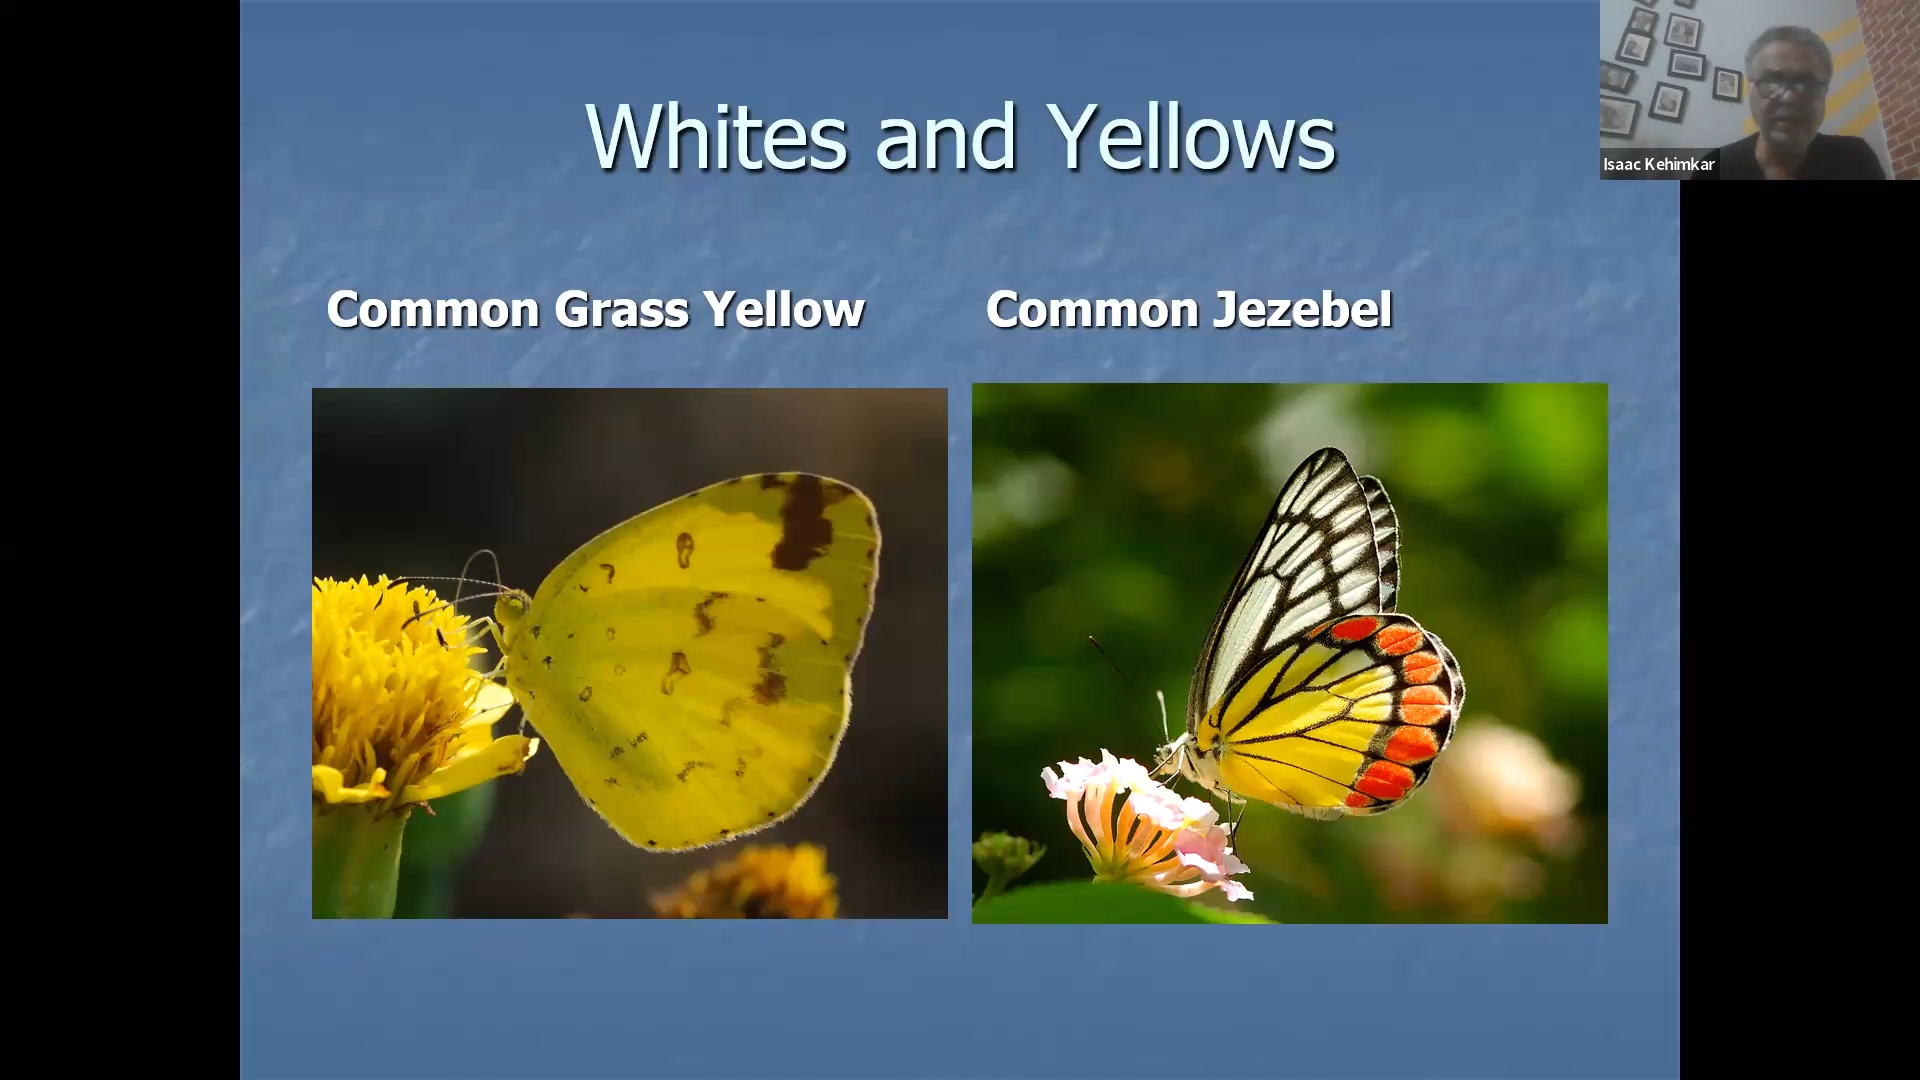 Whites and Yellows
Isaac Kehimkar
Common Grass Yellow
Common Jezebel